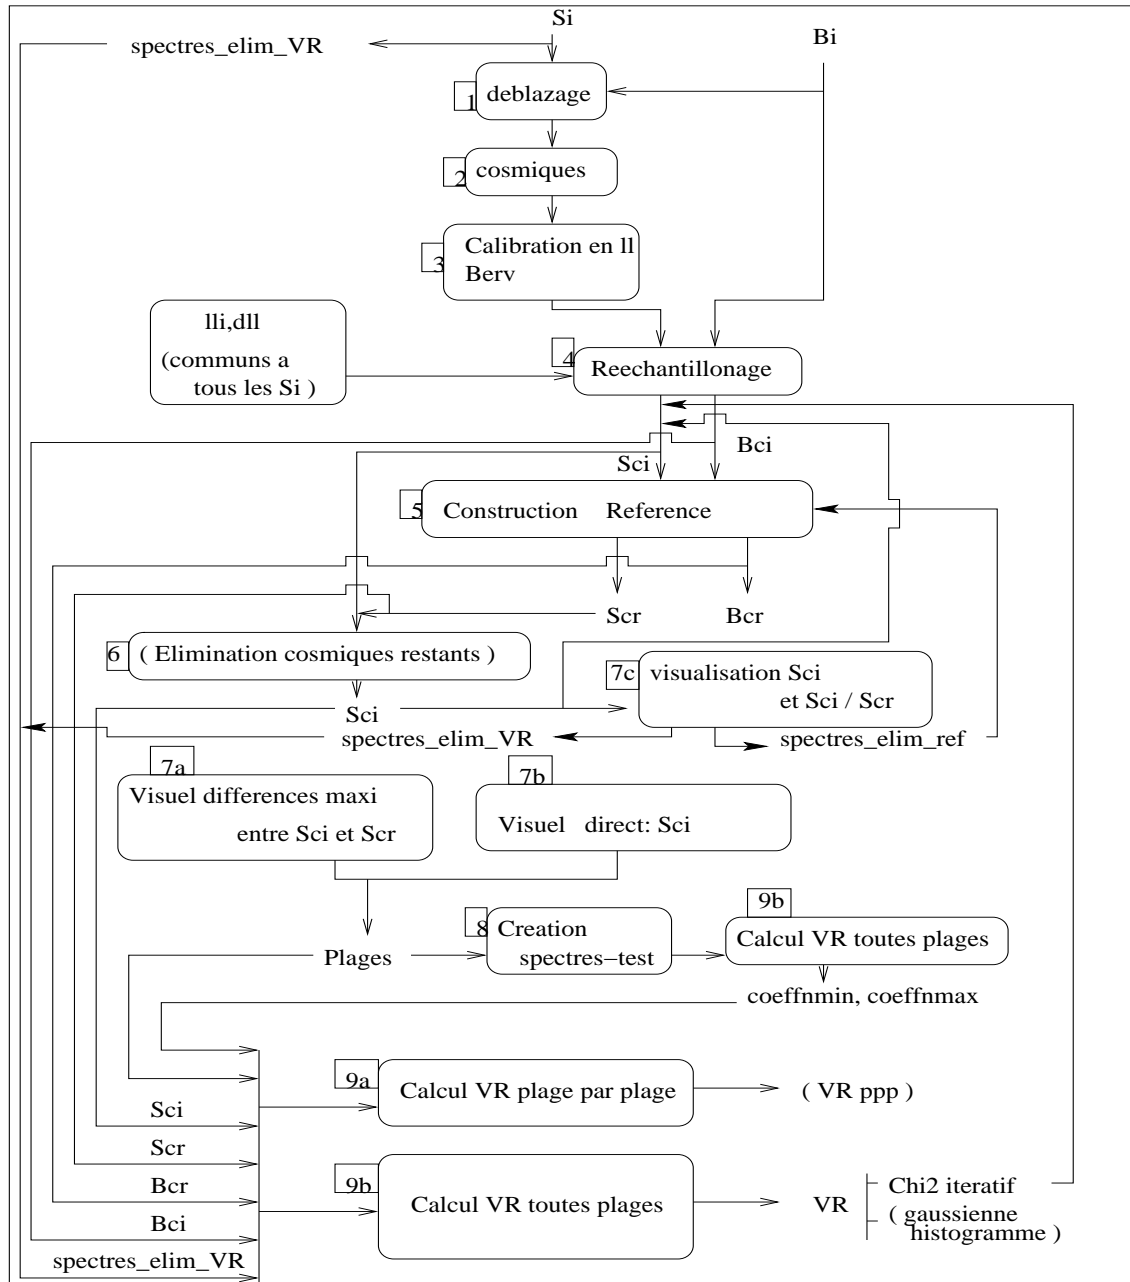 Si
spectres_elim_VR
Bi
1
deblazage
2
cosmiques
3
Calibration en ll
Berv
lli,dll
(communs a
tous les Si )
4
Reechantillonage
Sci
Bci
5
Construction Reference
Scr
Bcr
6
( Elimination cosmiques restants )
7c
visualisation Sci
et Sci / Scr
Sci
spectres_elim_VR
spectres_elim_ref
7a
Visuel differences maxi
entre Sci et Scr
7b
Visuel direct: Sci
Plages
8
Creation
spectres−test
9b
Calcul VR toutes plages
coeffnmin, coeffnmax
9a
Calcul VR plage par plage
( VR ppp )
Sci
Scr
Bcr
Bci
spectres_elim_VR
9b
Calcul VR toutes plages
VR
Chi2 iteratif
( gaussienne
histogramme )